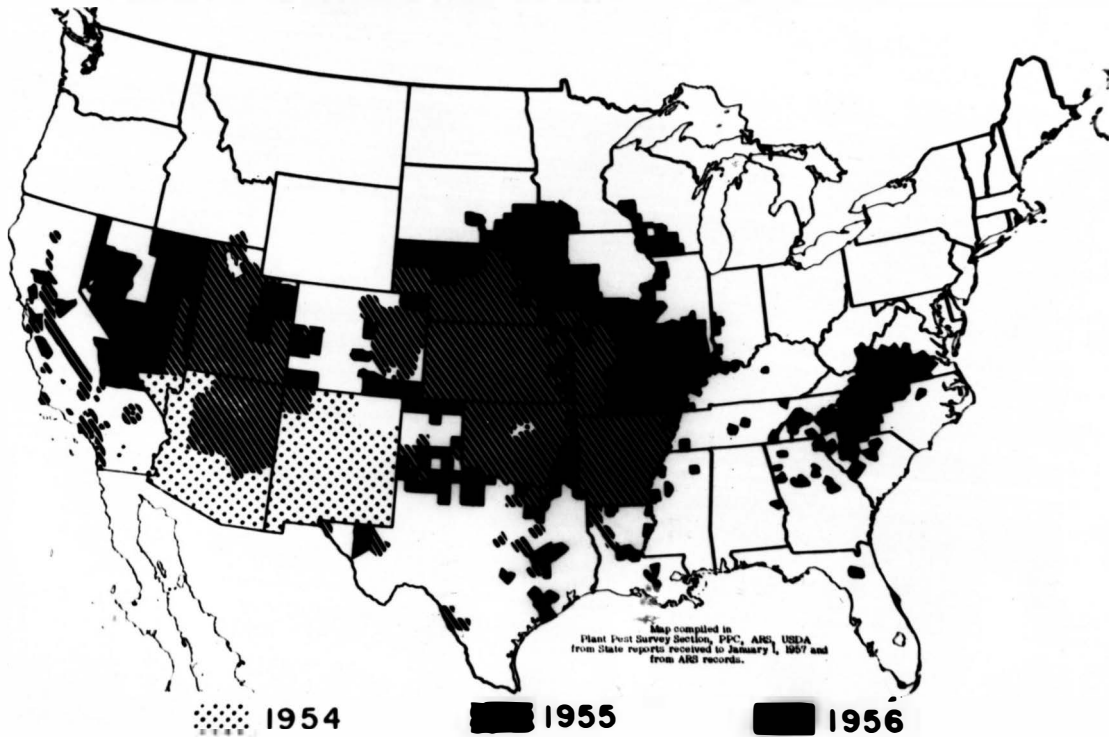 Map compiled in
Plant Pest Survey Section, PPC, ARS, USDA
from State reports received to January 1, 1957 and
from ARS records.
1954 1955 1956